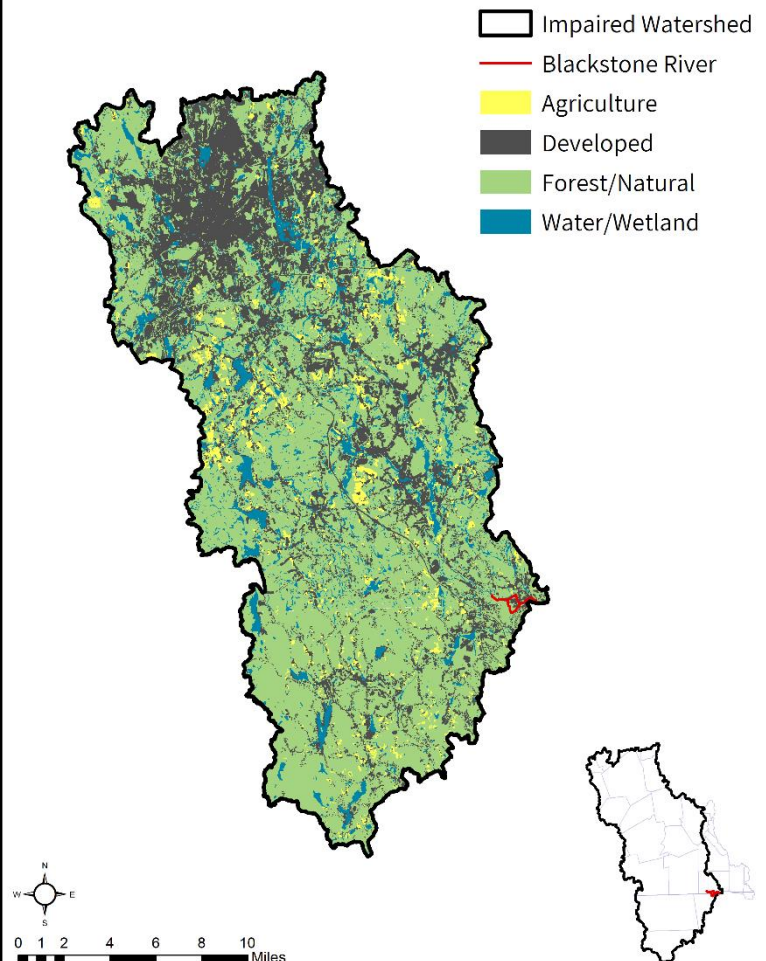 Impaired Watershed
Blackstone River
Agriculture
Developed
Forest/Natural
Water/Wetland
N
W E
S
0 1 2 4 6 8 10
Miles